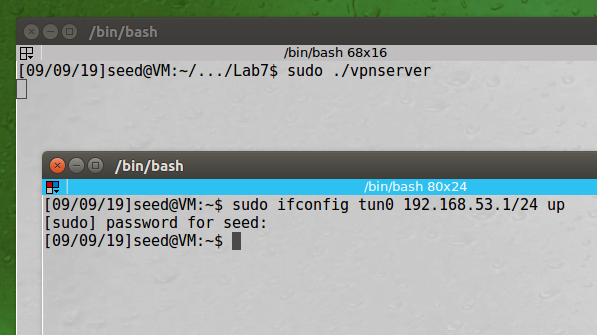 /bin/bash
/bin/bash 68x16
[09/09/19]seed@VM:~/.../Lab7$ sudo ./vpnserver
/bin/bash
/bin/bash 80x24
[09/09/19]seed@VM:~$ sudo ifconfig tun0 192.168.53.1/24 up
[sudo] password for seed:
[09/09/19]seed@VM:~$